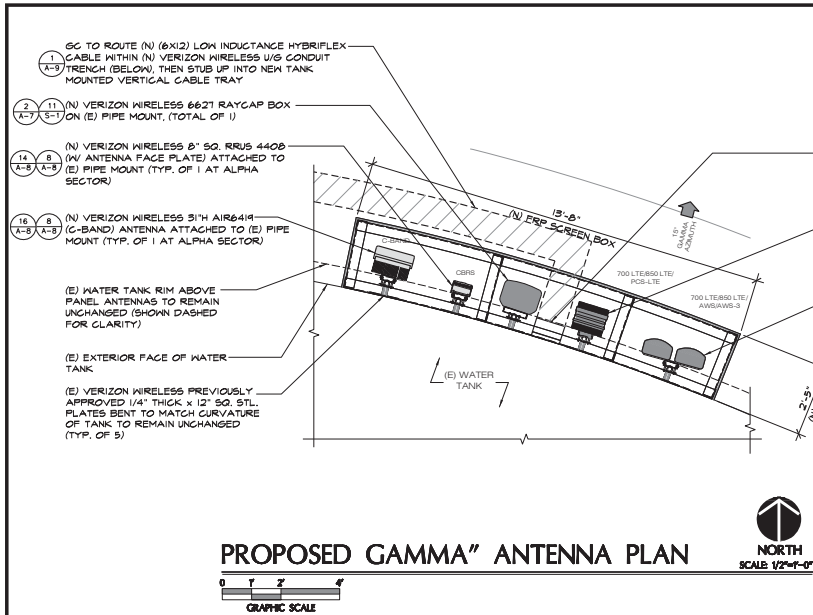 1
A-9
GC TO ROUTE (N) (6X12) LOW INDUCTANCE HYBRIFLEX
CABLE WITHIN (N) VERIZON WIRELESS U/G CONDUIT
TRENCH (BELOW), THEN STUB UP INTO NEW TANK
MOUNTED VERTICAL CABLE TRAY
2
A-7
11
S-1
(N) VERIZON WIRELESS 6627 RAYCAP BOX
ON (E) PIPE MOUNT, (TOTAL OF 1)
14
A-8
8
A-8
(N) VERIZON WIRELESS 8" SQ. RRUS 4408
(W/ ANTENNA FACE PLATE) ATTACHED TO
(E) PIPE MOUNT (TYP. OF 1 AT ALPHA
SECTOR)
16
A-8
8
A-8
(N) VERIZON WIRELESS 31"H AIR6419
(C-BAND) ANTENNA ATTACHED TO (E) PIPE
MOUNT (TYP. OF 1 AT ALPHA SECTOR)
(E) WATER TANK RIM ABOVE
PANEL ANTENNAS TO REMAIN
UNCHANGED (SHOWN DASHED
FOR CLARITY)
(E) EXTERIOR FACE OF WATER
TANK
(E) VERIZON WIRELESS PREVIOUSLY
APPROVED 1/4" THICK x 12" SQ. STL.
PLATES BENT TO MATCH CURVATURE
OF TANK TO REMAIN UNCHANGED
(TYP. OF 5)
13'-8"
(N) FRP SCREEN BOX
15°
GAMMA
AZIMUTH
C-BAND
CBRS
700 LTE/850 LTE/
PCS-LTE
700 LTE/850 LTE/
AWS/AWS-3
(E) WATER
TANK
2'-5"
PROPOSED GAMMA" ANTENNA PLAN
NORTH
SCALE: 1/2"=1'-0"
0 1' 2' 4'
GRAPHIC SCALE